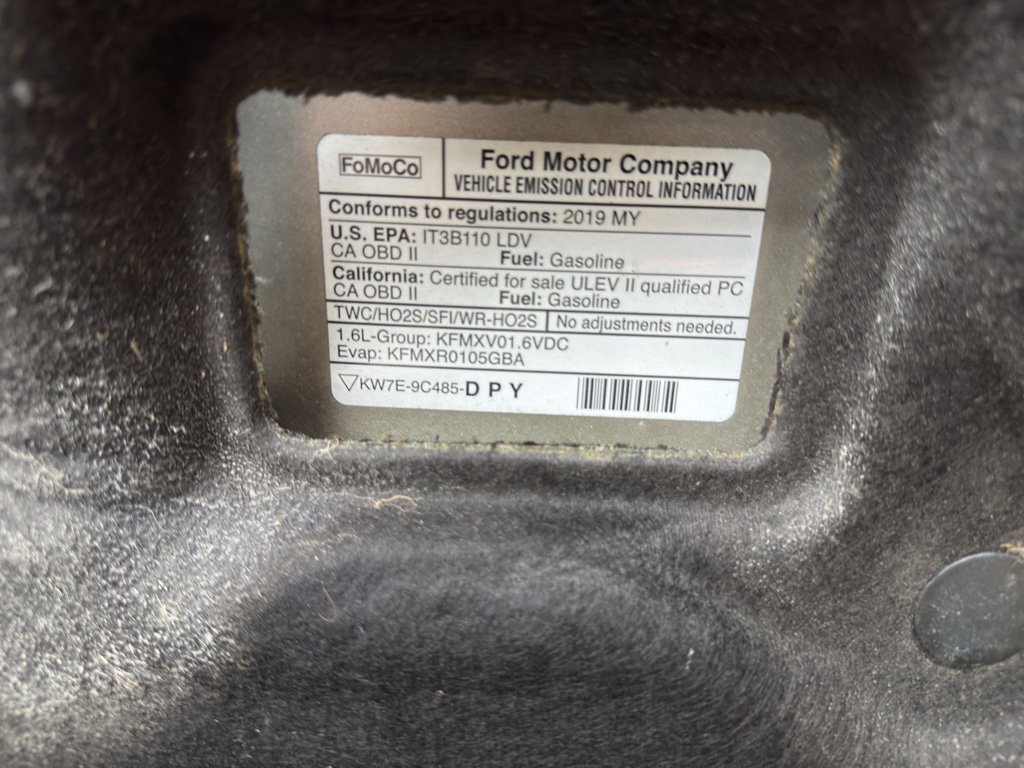 FoMoCo
Ford Motor Company
VEHICLE EMISSION CONTROL INFORMATION
Conforms to regulations: 2019 MY
U.S. EPA: IT3B110 LDV
CA OBD II Fuel: Gasoline
California: Certified for sale ULEV II qualified PC
CA OBD II Fuel: Gasoline
TWC/HO2S/SFI/WR-HO2S No adjustments needed.
1.6L-Group: KFMXV01.6VDC
Evap: KFMXR0105GBA
KW7E-9C485-D P Y